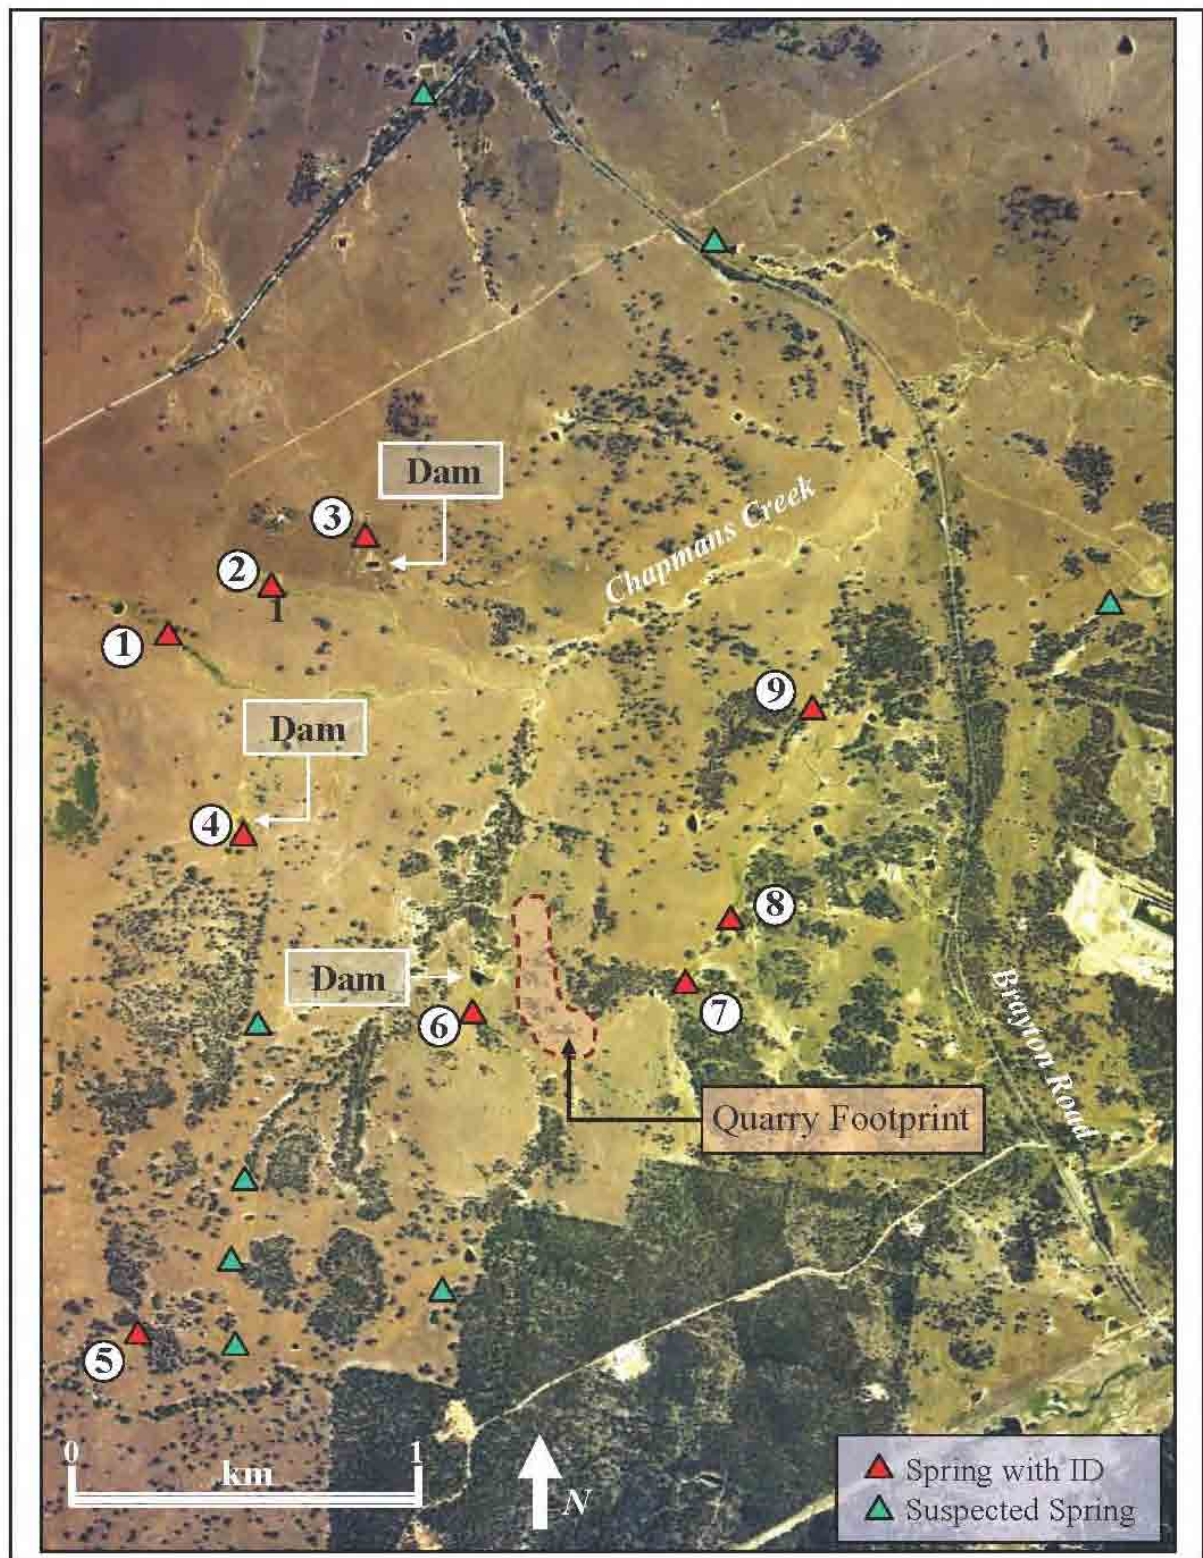 Dam
3
2
1
1
Chapmans Creek
9
Dam
4
8
Dam
6
7
Brayton Road
Quarry Footprint
0 1
km
N
Spring with ID
Suspected Spring